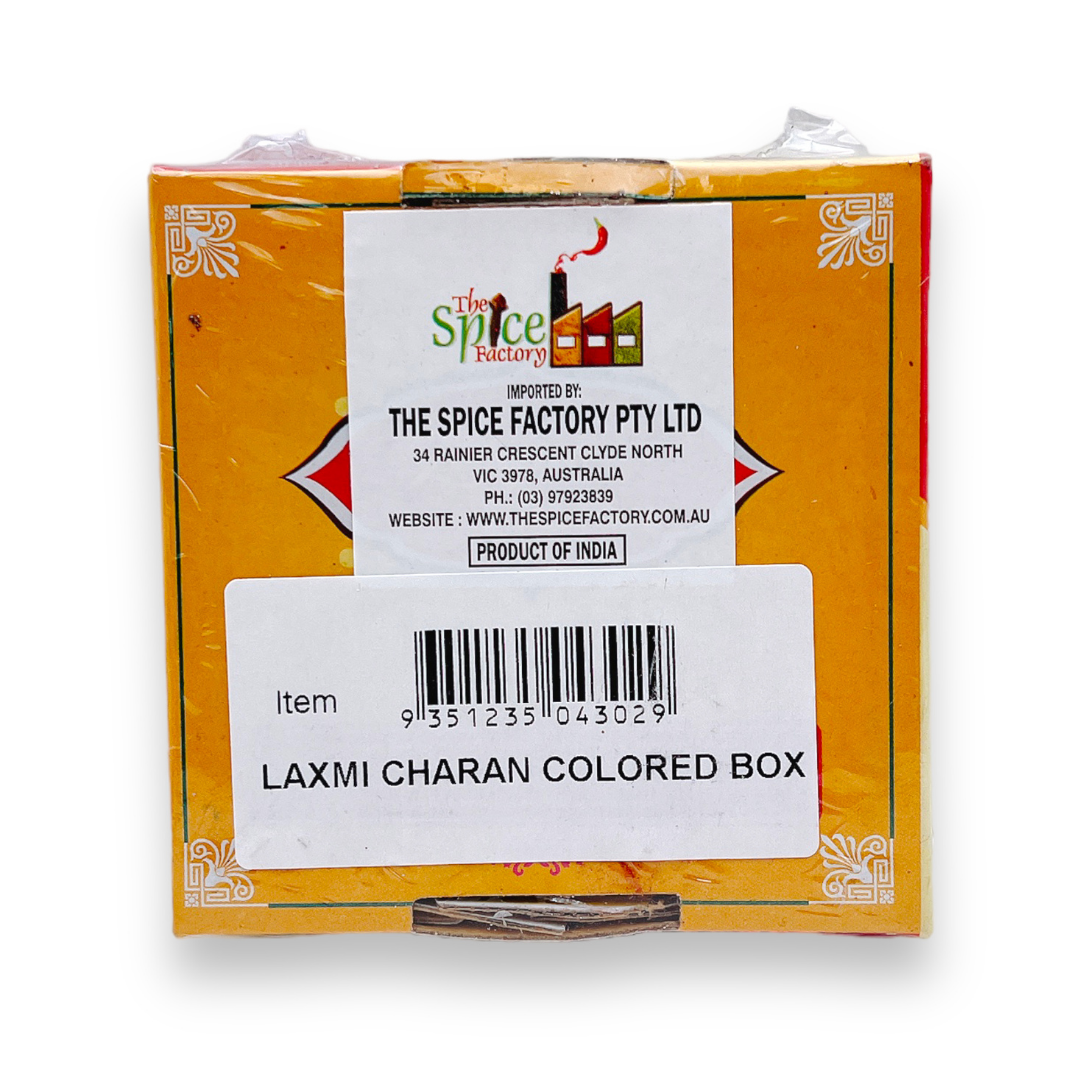 The
Spice
Factory
IMPORTED BY:
THE SPICE FACTORY PTY LTD
34 RAINIER CRESCENT CLYDE NORTH
VIC 3978, AUSTRALIA
PH.: (03) 97923839
WEBSITE : WWW.THESPICEFACTORY.COM.AU
PRODUCT OF INDIA
Item
9 351235 043029
LAXMI CHARAN COLORED BOX